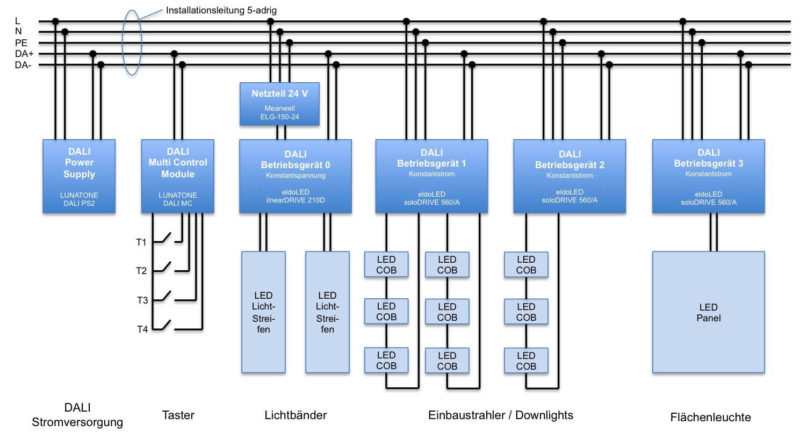 Installationsleitung 5-adrig
L
N
PE
DA+
DA-
Netzteil 24 V
Meanwell
ELG-150-24
DALI
Power
Supply
LUNATONE
DALI PS2
DALI
Multi Control
Module
LUNATONE
DALI MC
DALI
Betriebsgerät 0
Konstantspannung
eldoLED
linearDRIVE 210D
DALI
Betriebsgerät 1
Konstantstrom
eldoLED
soloDRIVE 560/A
DALI
Betriebsgerät 2
Konstantstrom
eldoLED
soloDRIVE 560/A
DALI
Betriebsgerät 3
Konstantstrom
eldoLED
soloDRIVE 560/A
T1
T2
T3
T4
LED
Licht-
Strei-
fen
LED
Licht-
Strei-
fen
LED
COB
LED
COB
LED
COB
LED
COB
LED
COB
LED
COB
LED
COB
LED
COB
LED
COB
LED
Panel
DALI
Stromversorgung
Taster
Lichtbänder
Einbaustrahler / Downlights
Flächenleuchte